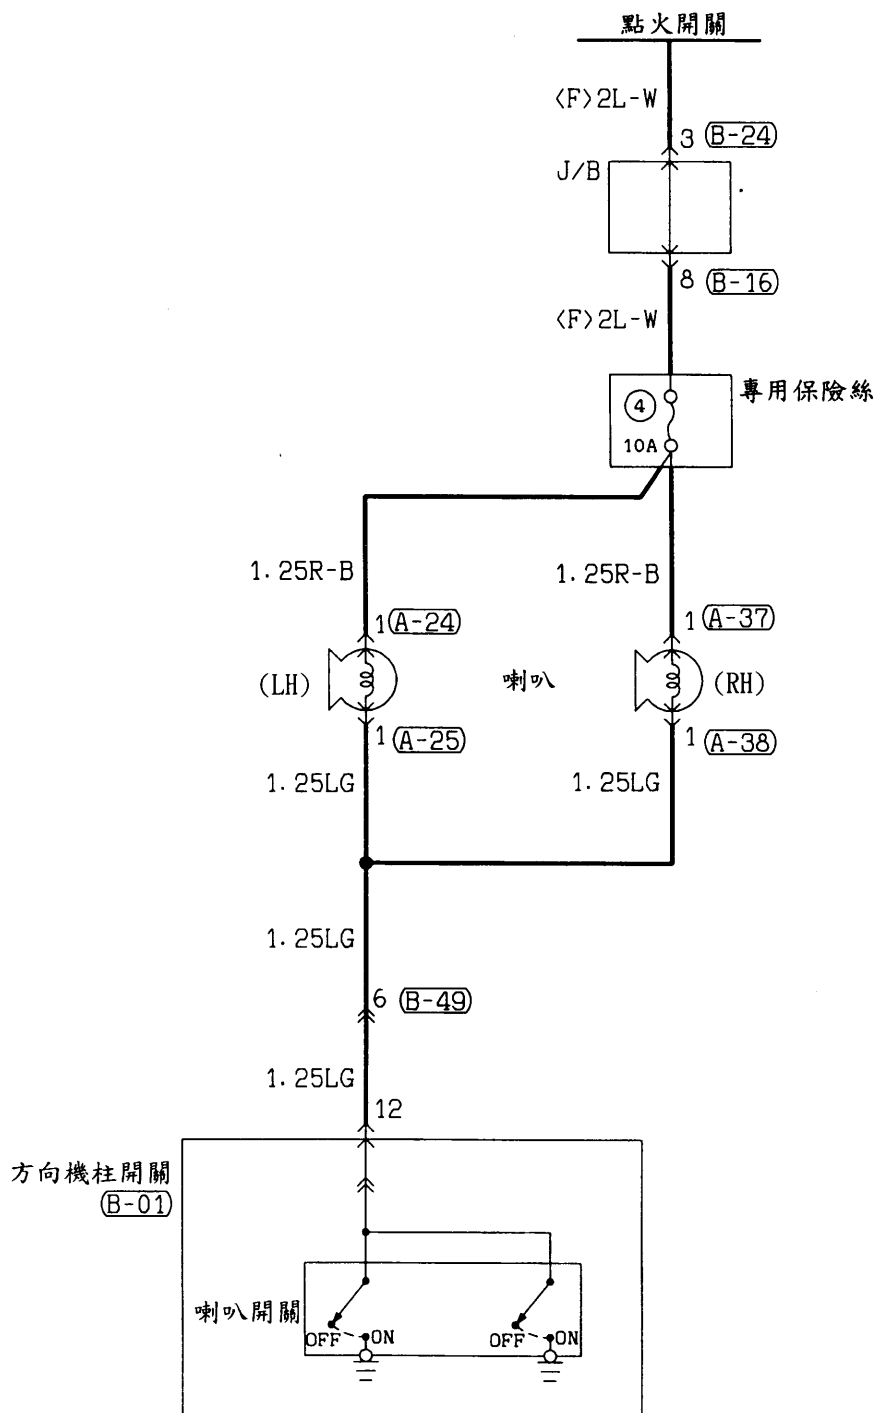 點火開關
〈F〉2L-W
3 B-24
J/B
8 B-16
〈F〉2L-W
專用保險絲
4
10A
1.25R-B
1.25R-B
1 A-24
1 A-37
(LH)
喇叭
(RH)
1 A-25
1 A-38
1.25LG
1.25LG
1.25LG
6 B-49
1.25LG
12
方向機柱開關
B-01
喇叭開關
OFF ON
OFF ON